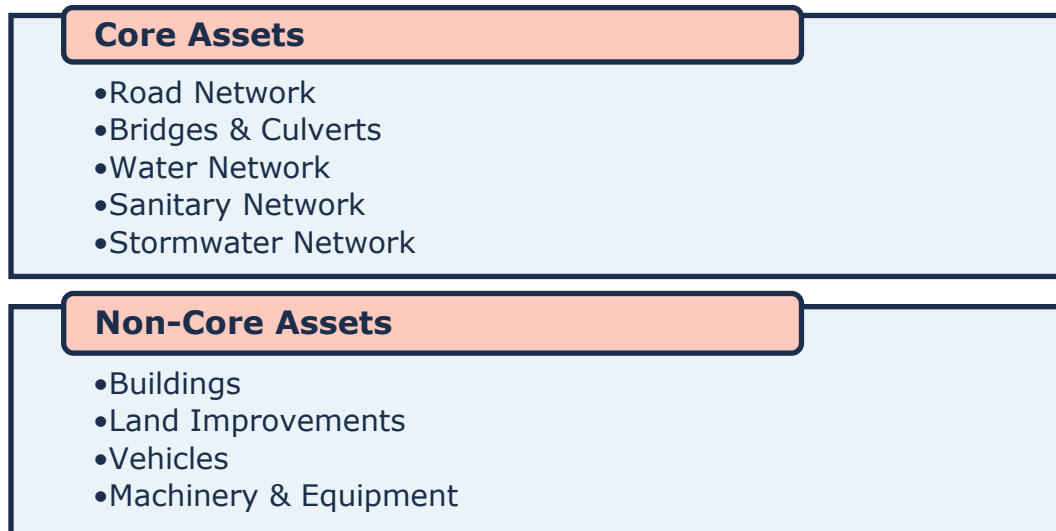 Core Assets
•Road Network
•Bridges & Culverts
•Water Network
•Sanitary Network
•Stormwater Network
Non-Core Assets
•Buildings
•Land Improvements
•Vehicles
•Machinery & Equipment